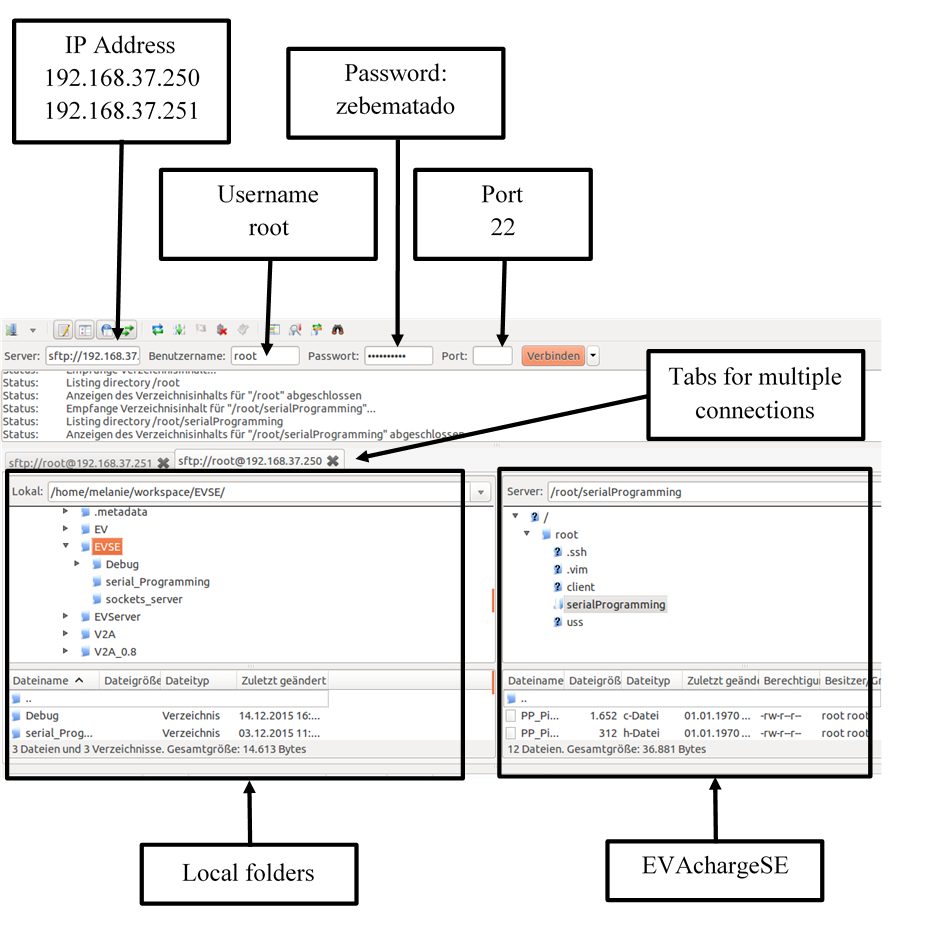 IP Address
192.168.37.250
192.168.37.251
Password:
zebematado
Username
root
Port
22
Server: sftp://192.168.37. Benutzername: root Passwort: •••••••••• Port: Verbinden
Status: Empfange Verzeichnisinhalt...
Status: Listing directory /root
Status: Anzeigen des Verzeichnisinhalts für "/root" abgeschlossen
Status: Empfange Verzeichnisinhalt für "/root/serialProgramming"...
Status: Listing directory /root/serialProgramming
Status: Anzeigen des Verzeichnisinhalts für "/root/serialProgramming" abgeschlossen
Tabs for multiple
connections
sftp://root@192.168.37.251 sftp://root@192.168.37.250
Lokal: /home/melanie/workspace/EVSE/
.metadata
EV
EVSE
Debug
serial_Programming
sockets_server
EVServer
V2A
V2A_0.8
Dateiname Dateigröße Dateityp Zuletzt geändert
..
Debug Verzeichnis 14.12.2015 16:...
serial_Prog... Verzeichnis 03.12.2015 11:...
3 Dateien und 3 Verzeichnisse. Gesamtgröße: 14.613 Bytes
Server: /root/serialProgramming
/
root
.ssh
.vim
client
serialProgramming
uss
Dateiname Dateigröß Dateityp Zuletzt geände Berechtigu Besitzer/Gr
..
PP_Pi... 1.652 c-Datei 01.01.1970 ... -rw-r--r-- root root
PP_Pi... 312 h-Datei 01.01.1970 ... -rw-r--r-- root root
12 Dateien. Gesamtgröße: 36.881 Bytes
Local folders
EVAchargeSE